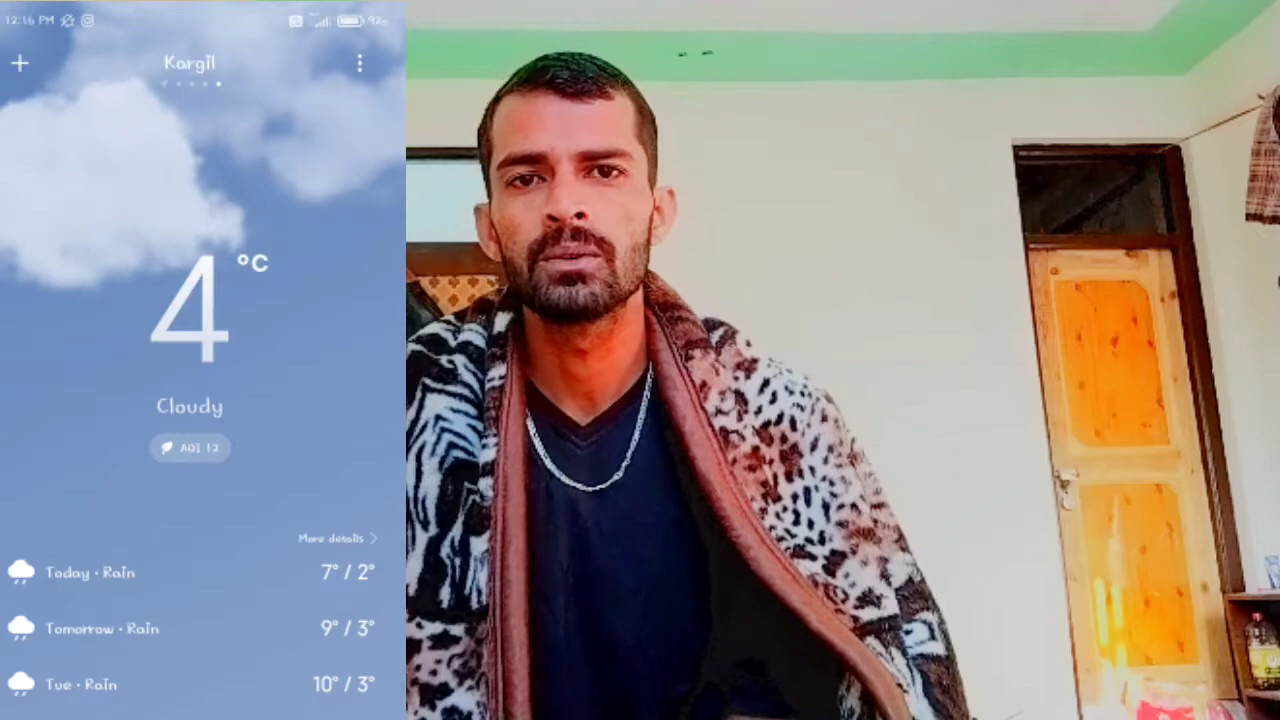 12:16 PM
92
Kargil
4 °C
Cloudy
AQI 12
More details
Today · Rain 7° / 2°
Tomorrow · Rain 9° / 3°
Tue · Rain 10° / 3°